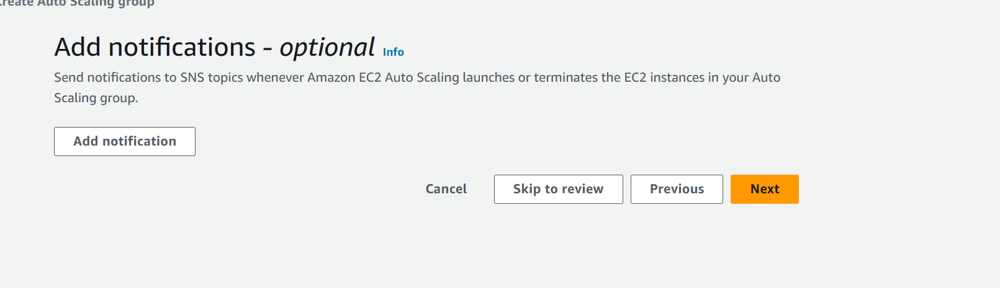 Create Auto Scaling group
Add notifications - optional Info
Send notifications to SNS topics whenever Amazon EC2 Auto Scaling launches or terminates the EC2 instances in your Auto
Scaling group.
Add notification
Cancel Skip to review Previous Next